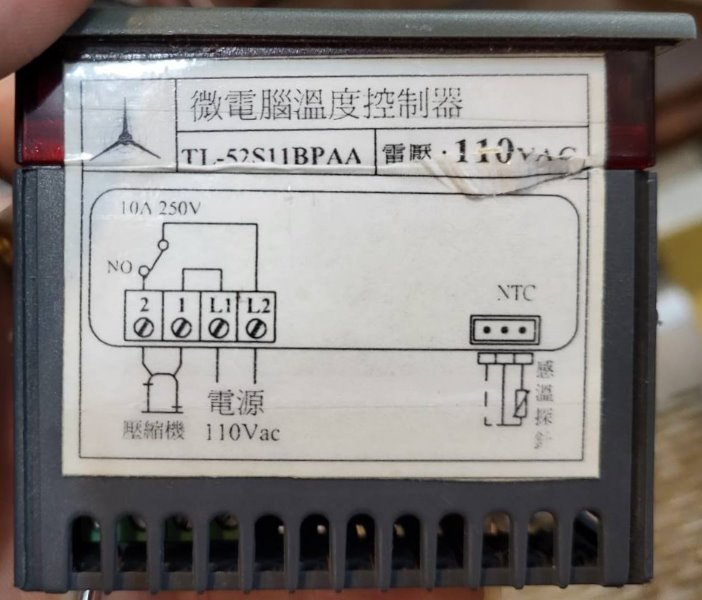 微電腦溫度控制器
TL-52S11BPAA
電壓：110VAC
10A 250V
NO
2 1 L1 L2
NTC
壓縮機
電源
110Vac
感溫探針